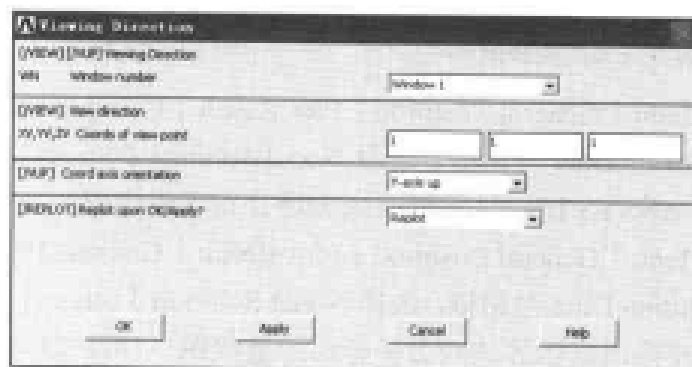 Viewing Direction
[/VIEW] [/VUP] Viewing Direction
WN Window number Window 1
[/VIEW] View direction
XV,YV,ZV Coords of view point 1 1 1
[/VUP] Coord axis orientation Y-axis up
[/REPLOT] Replot upon OK/Apply? Replot
OK Apply Cancel Help